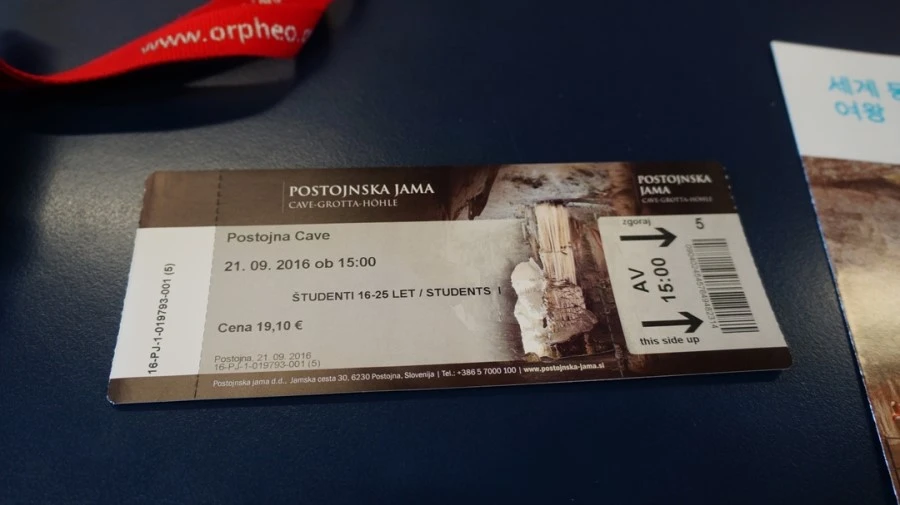 www.orpheo.
세계
여왕
POSTOJNSKA JAMA
CAVE-GROTTA-HÖHLE
POSTOJNSKA
JAMA
CAVE-GROTTA-HÖHLE
Postojna Cave
21. 09. 2016 ob 15:00
ŠTUDENTI 16-25 LET / STUDENTS
Cena 19,10 €
Postojna, 21. 09. 2016
16-PJ-1-019793-001 (5)
Postojnska jama d.d., Jamska cesta 30, 6230 Postojna, Slovenija | Tel.: +386 5 7000 100 | www.postojnska-jama.si
16-PJ-1-019793-001 (5)
zgoraj
5
AV
15:00
this side up